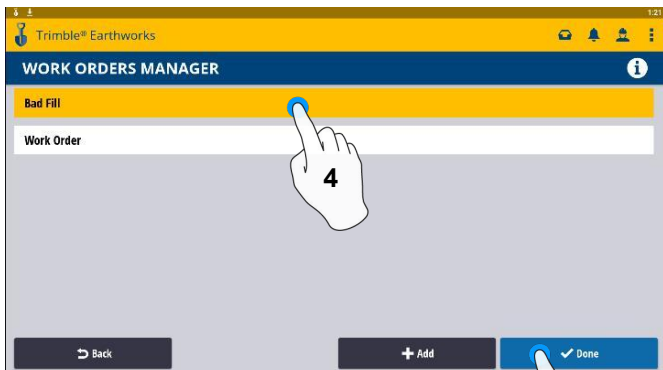 1:21
Trimble® Earthworks
WORK ORDERS MANAGER
Bad Fill
Work Order
4
Back
Add
Done